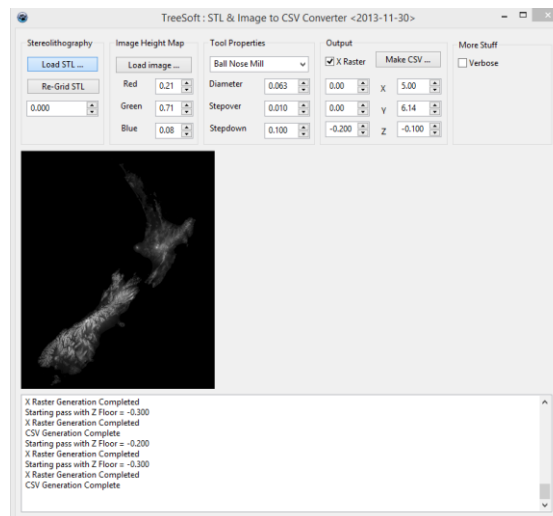 TreeSoft : STL & Image to CSV Converter <2013-11-30>
Stereolithography
Load STL ...
Re-Grid STL
0.000
Image Height Map
Load image ...
Red 0.21
Green 0.71
Blue 0.08
Tool Properties
Ball Nose Mill
Diameter 0.063
Stepover 0.010
Stepdown 0.100
Output
X Raster Make CSV ...
0.00 X 5.00
0.00 Y 6.14
-0.200 Z -0.100
More Stuff
Verbose
X Raster Generation Completed
Starting pass with Z Floor = -0.300
X Raster Generation Completed
CSV Generation Complete
Starting pass with Z Floor = -0.200
X Raster Generation Completed
Starting pass with Z Floor = -0.300
X Raster Generation Completed
CSV Generation Complete